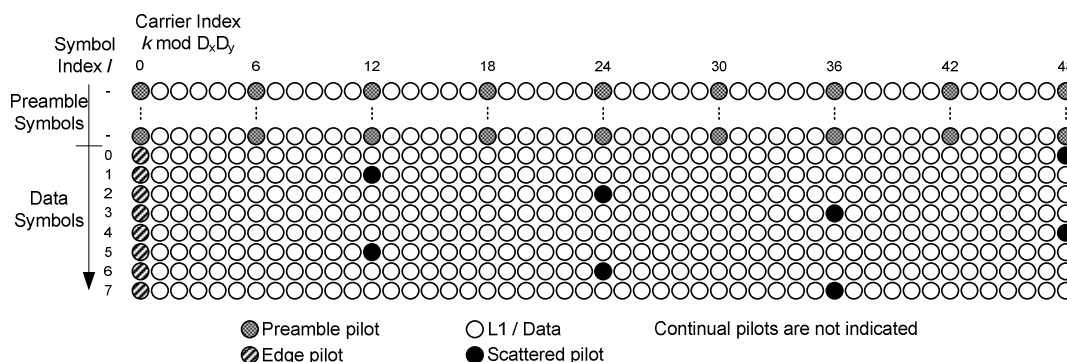 Carrier Index
k mod DxDy
Symbol
Index l
0 6 12 18 24 30 36 42 48
Preamble
Symbols
-
-
Data
Symbols
0
1
2
3
4
5
6
7
Preamble pilot L1 / Data Continual pilots are not indicated
Edge pilot Scattered pilot